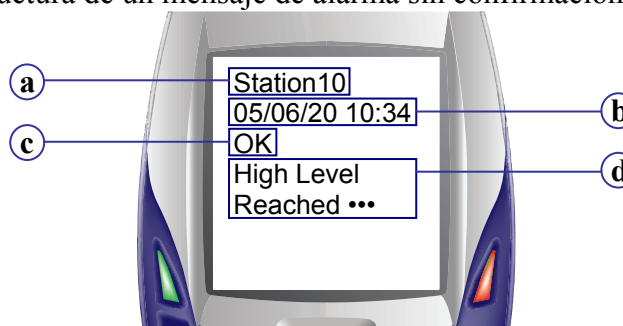 ructura de un mensaje de alarma sin confirmación
a
Station10
05/06/20 10:34
b
c
OK
High Level
d
Reached •••